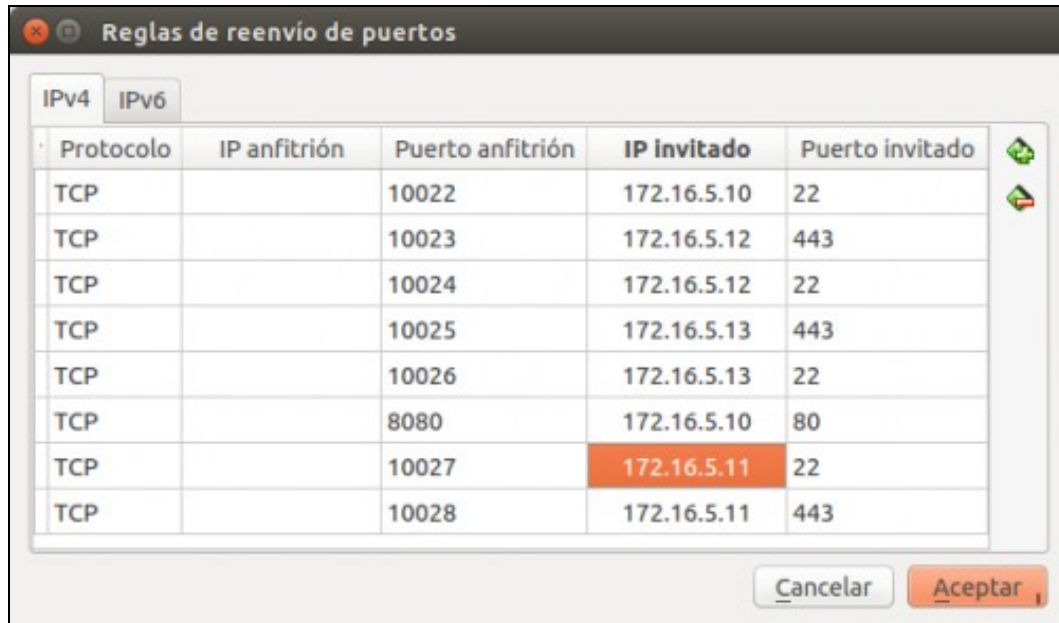 Reglas de reenvío de puertos
IPv4 IPv6
Protocolo IP anfitrión Puerto anfitrión IP invitado Puerto invitado
TCP 10022 172.16.5.10 22
TCP 10023 172.16.5.12 443
TCP 10024 172.16.5.12 22
TCP 10025 172.16.5.13 443
TCP 10026 172.16.5.13 22
TCP 8080 172.16.5.10 80
TCP 10027 172.16.5.11 22
TCP 10028 172.16.5.11 443
Cancelar Aceptar